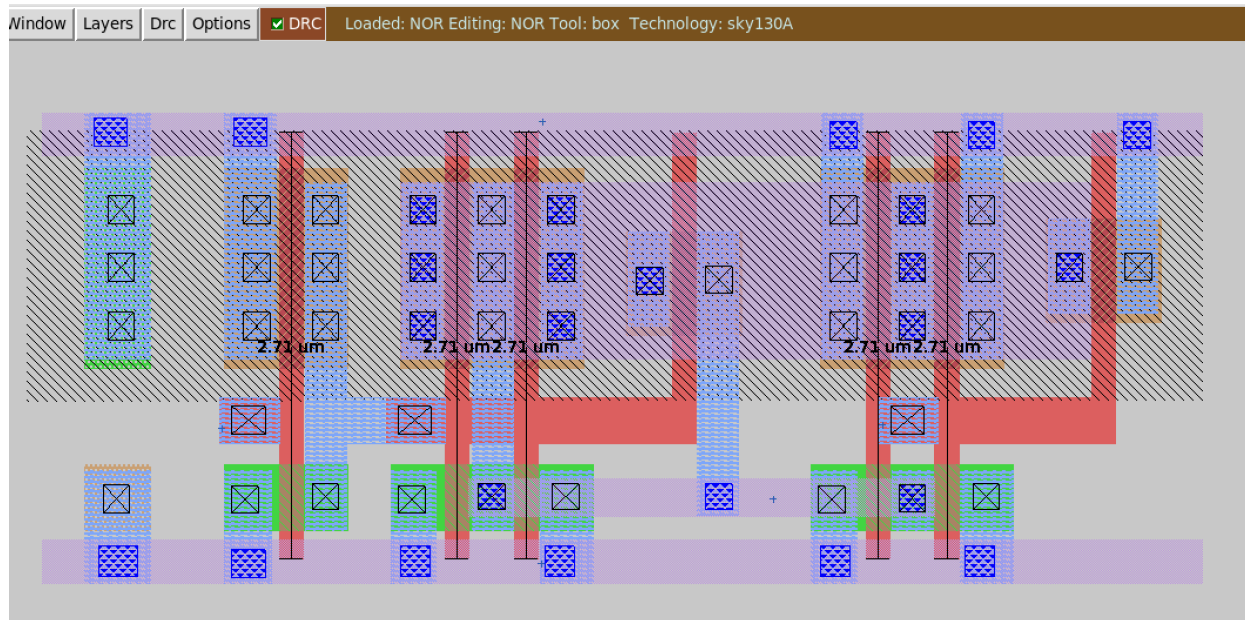 Window Layers Drc Options DRC Loaded: NOR Editing: NOR Tool: box Technology: sky130A
2.71 um 2.71 um 2.71 um 2.71 um 2.71 um